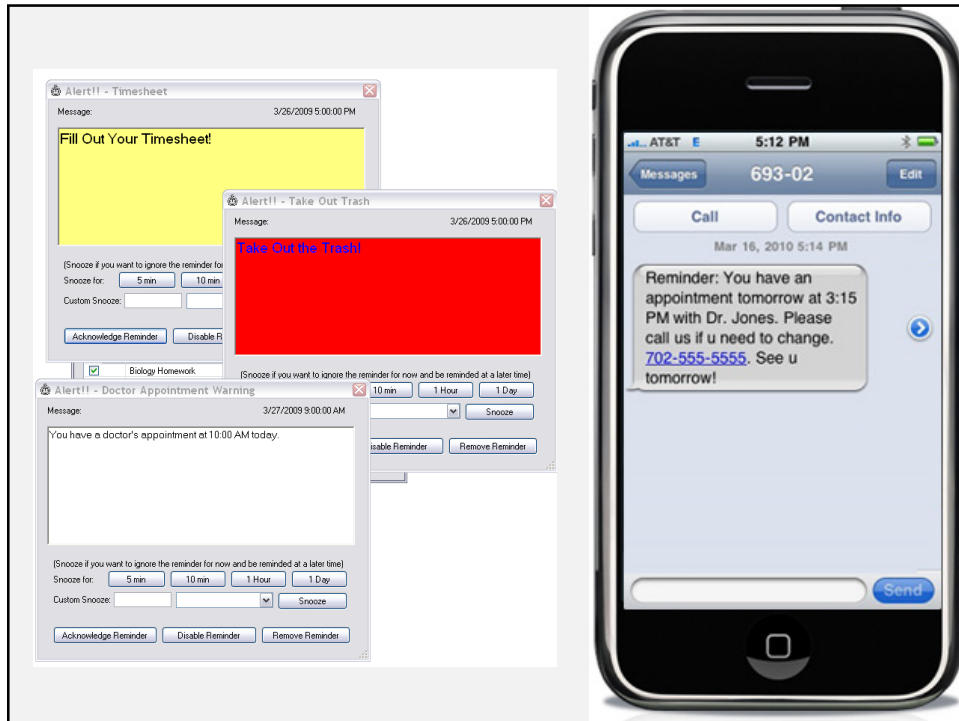 Alert!! - Timesheet
Message:
3/26/2009 5:00:00 PM
Fill Out Your Timesheet!
(Snooze if you want to ignore the reminder for
Snooze for:
5 min
10 min
Custom Snooze:
Acknowledge Reminder
Disable R
Biology Homework
Alert!! - Take Out Trash
Message:
3/26/2009 5:00:00 PM
Take Out the Trash!
(Snooze if you want to ignore the reminder for now and be reminded at a later time)
10 min
1 Hour
1 Day
Snooze
isable Reminder
Remove Reminder
Alert!! - Doctor Appointment Warning
Message:
3/27/2009 9:00:00 AM
You have a doctor's appointment at 10:00 AM today.
(Snooze if you want to ignore the reminder for now and be reminded at a later time)
Snooze for:
5 min
10 min
1 Hour
1 Day
Custom Snooze:
Snooze
Acknowledge Reminder
Disable Reminder
Remove Reminder
AT&T E 5:12 PM
Messages
693-02
Edit
Call
Contact Info
Mar 16, 2010 5:14 PM
Reminder: You have an
appointment tomorrow at 3:15
PM with Dr. Jones. Please
call us if u need to change.
702-555-5555. See u
tomorrow!
Send